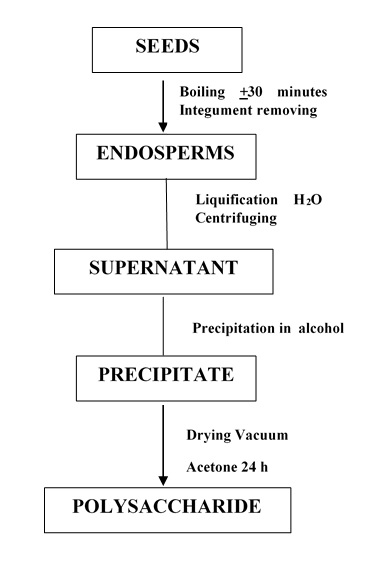 SEEDS
Boiling ±30 minutes
Integument removing
ENDOSPERMS
Liquification H₂O
Centrifuging
SUPERNATANT
Precipitation in alcohol
PRECIPITATE
Drying Vacuum
Acetone 24 h
POLYSACCHARIDE